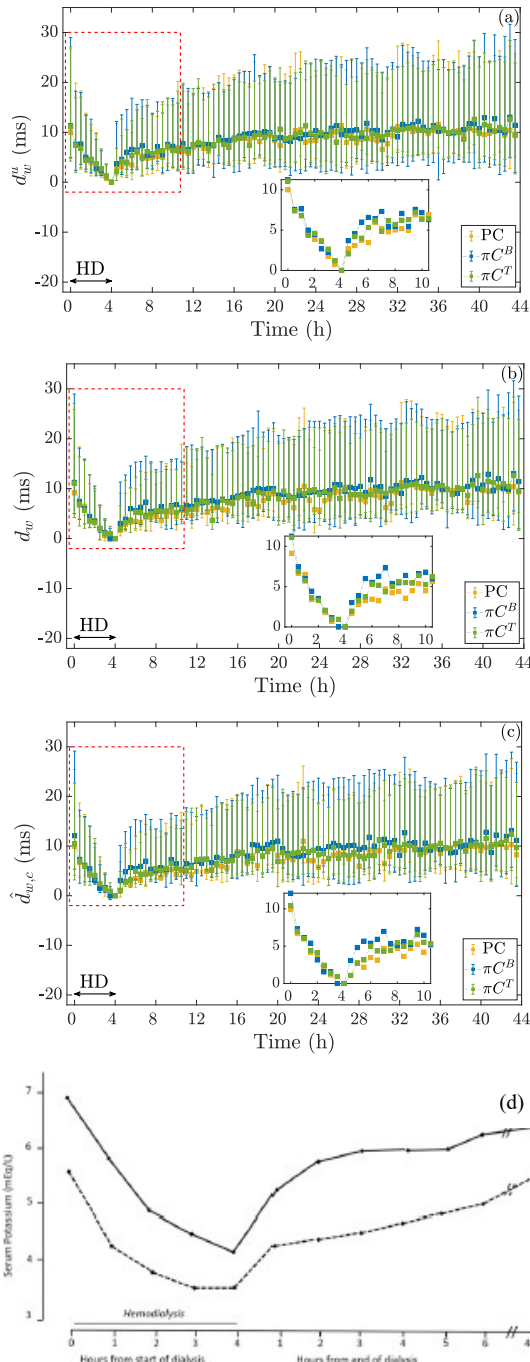 (a)
30
20
10
0
-10
-20
d_w^u (ms)
HD
10
5
0
0 2 4 6 8 10
PC
πC^B
πC^T
0 4 8 12 16 20 24 28 32 36 40 44
Time (h)
(b)
30
20
10
0
-10
-20
d_w (ms)
HD
10
5
0
0 2 4 6 8 10
PC
πC^B
πC^T
0 4 8 12 16 20 24 28 32 36 40 44
Time (h)
(c)
30
20
10
0
-10
-20
d̂_{w,c} (ms)
HD
10
5
0
0 2 4 6 8 10
PC
πC^B
πC^T
0 4 8 12 16 20 24 28 32 36 40 44
Time (h)
(d)
7
6
5
4
3
Serum Potassium (mEq/L)
Hemodialysis
0 1 2 3 4 1 2 3 4 5 6
Hours from start of dialysis Hours from end of dialysis